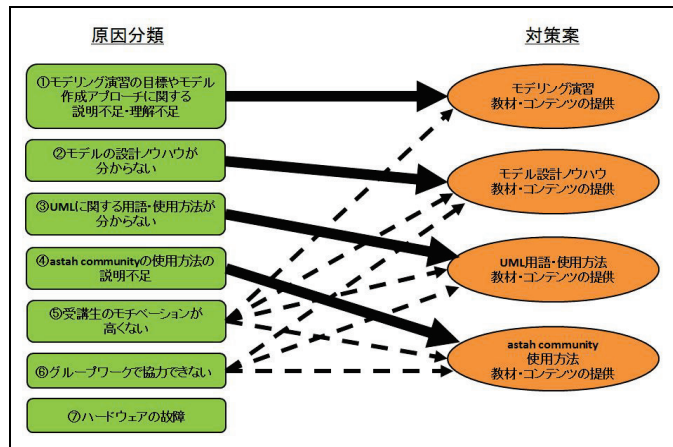 原因分類
①モデリング演習の目標やモデル
作成アプローチに関する
説明不足・理解不足
②モデルの設計ノウハウが
分からない
③UMLに関する用語・使用方法が
分からない
④astah communityの使用方法の
説明不足
⑤受講生のモチベーションが
高くない
⑥グループワークで協力できない
⑦ハードウェアの故障
対策案
モデリング演習
教材・コンテンツの提供
モデル設計ノウハウ
教材・コンテンツの提供
UML用語・使用方法
教材・コンテンツの提供
astah community
使用方法
教材・コンテンツの提供